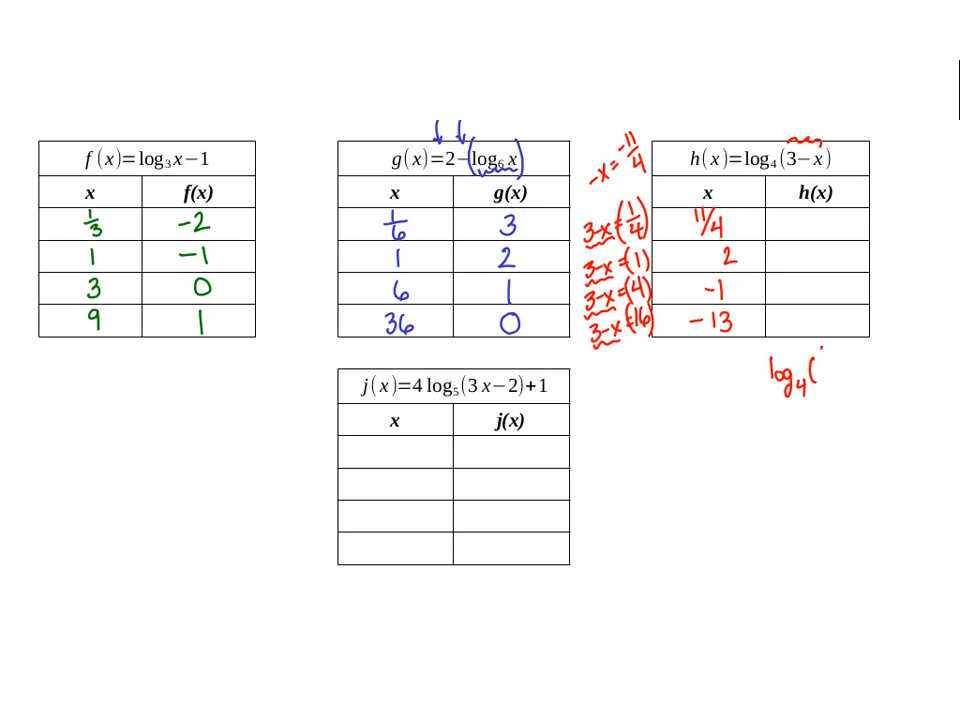 f(x)=log₃x−1
x f(x)
1/3 -2
1 -1
3 0
9 1
g(x)=2−(log₆x)
x g(x)
1/6 3
1 2
6 1
36 0
-x = -11/4
3-x=(1/4)
3-x=(1)
3-x=(4)
3-x=(16)
h(x)=log₄(3−x)
x h(x)
11/4
2
-1
-13
log₄(
j(x)=4log₅(3x−2)+1
x j(x)